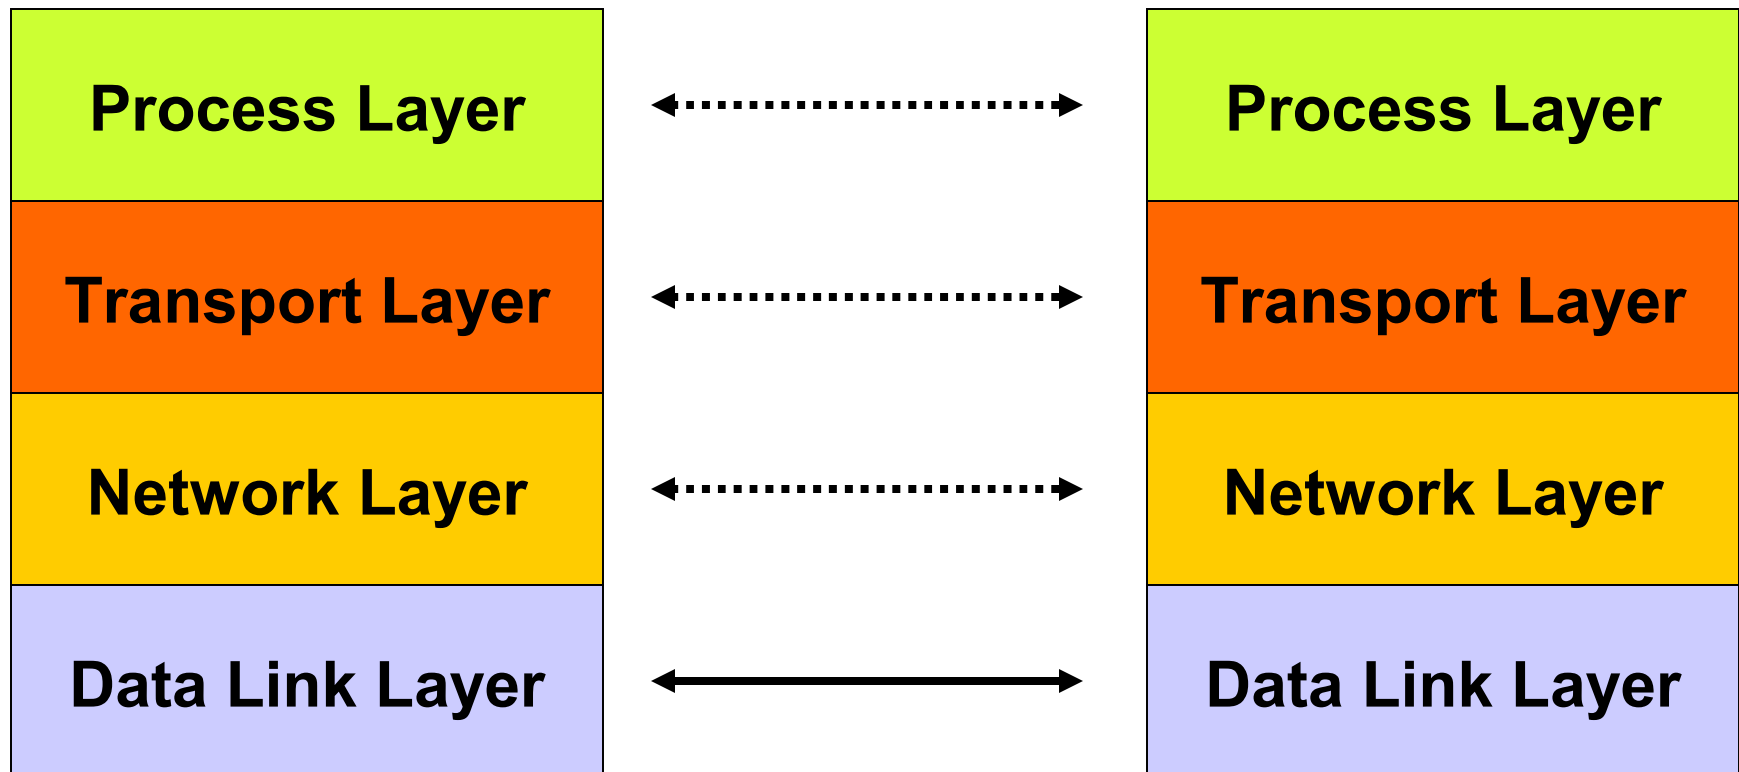 Process Layer
Process Layer
Transport Layer
Transport Layer
Network Layer
Network Layer
Data Link Layer
Data Link Layer